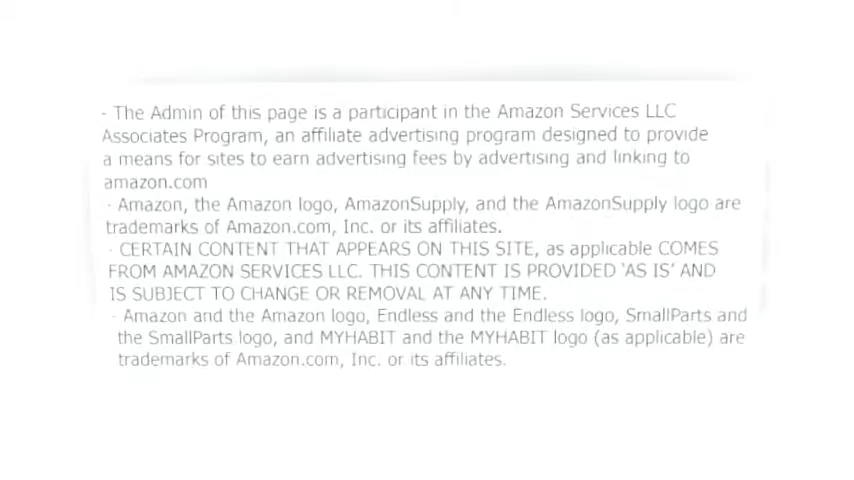 - The Admin of this page is a participant in the Amazon Services LLC
Associates Program, an affiliate advertising program designed to provide
a means for sites to earn advertising fees by advertising and linking to
amazon.com
- Amazon, the Amazon logo, AmazonSupply, and the AmazonSupply logo are
trademarks of Amazon.com, Inc. or its affiliates.
- CERTAIN CONTENT THAT APPEARS ON THIS SITE, as applicable COMES
FROM AMAZON SERVICES LLC. THIS CONTENT IS PROVIDED 'AS IS' AND
IS SUBJECT TO CHANGE OR REMOVAL AT ANY TIME.
- Amazon and the Amazon logo, Endless and the Endless logo, SmallParts and
the SmallParts logo, and MYHABIT and the MYHABIT logo (as applicable) are
trademarks of Amazon.com, Inc. or its affiliates.